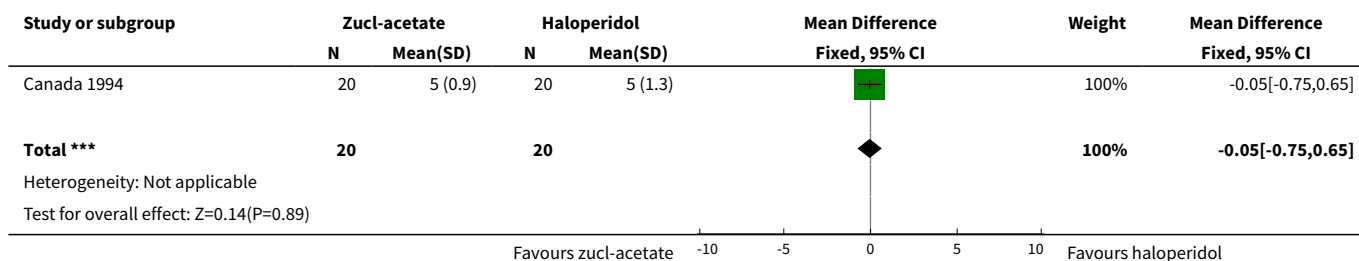 Study or subgroup Zucl-acetate Haloperidol Mean Difference Weight Mean Difference
N Mean(SD) N Mean(SD) Fixed, 95% CI Fixed, 95% CI
Canada 1994 20 5 (0.9) 20 5 (1.3) 100% -0.05[-0.75,0.65]
Total *** 20 20 100% -0.05[-0.75,0.65]
Heterogeneity: Not applicable
Test for overall effect: Z=0.14(P=0.89)
Favours zucl-acetate -10 -5 0 5 10 Favours haloperidol